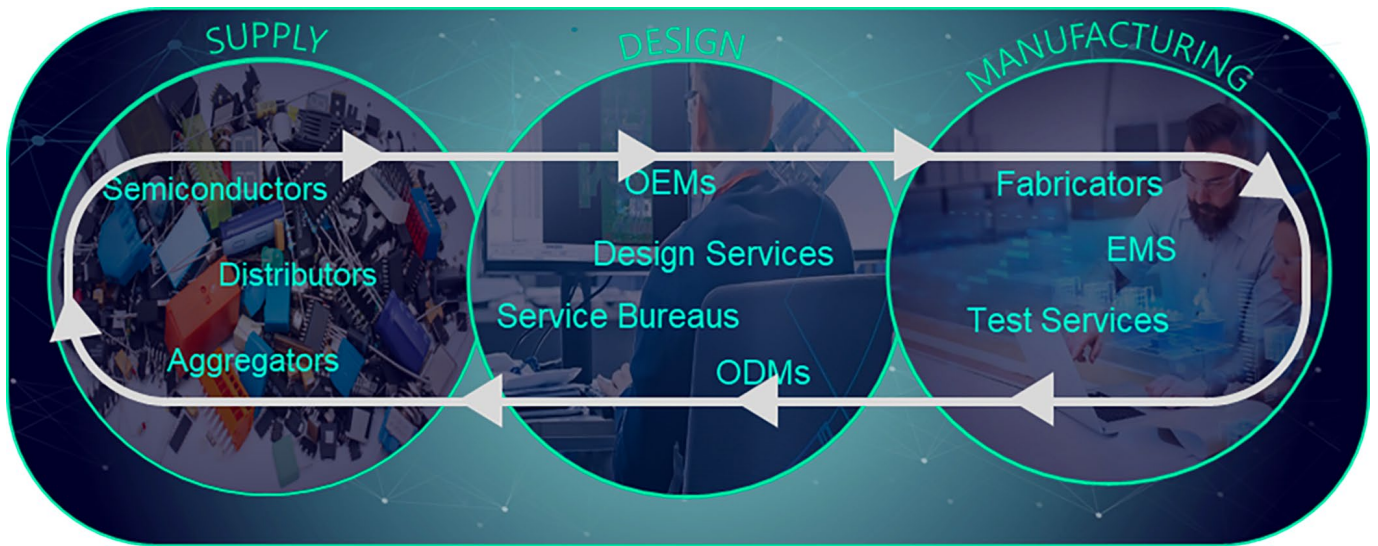 SUPPLY
Semiconductors
Distributors
Aggregators
DESIGN
OEMs
Design Services
Service Bureaus
ODMs
MANUFACTURING
Fabricators
EMS
Test Services